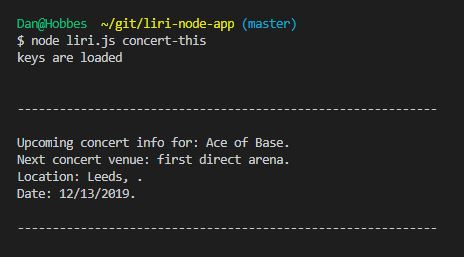 Dan@Hobbes ~/git/liri-node-app (master)
$ node liri.js concert-this
keys are loaded
------------------------------------------------------------
Upcoming concert info for: Ace of Base.
Next concert venue: first direct arena.
Location: Leeds, .
Date: 12/13/2019.
------------------------------------------------------------